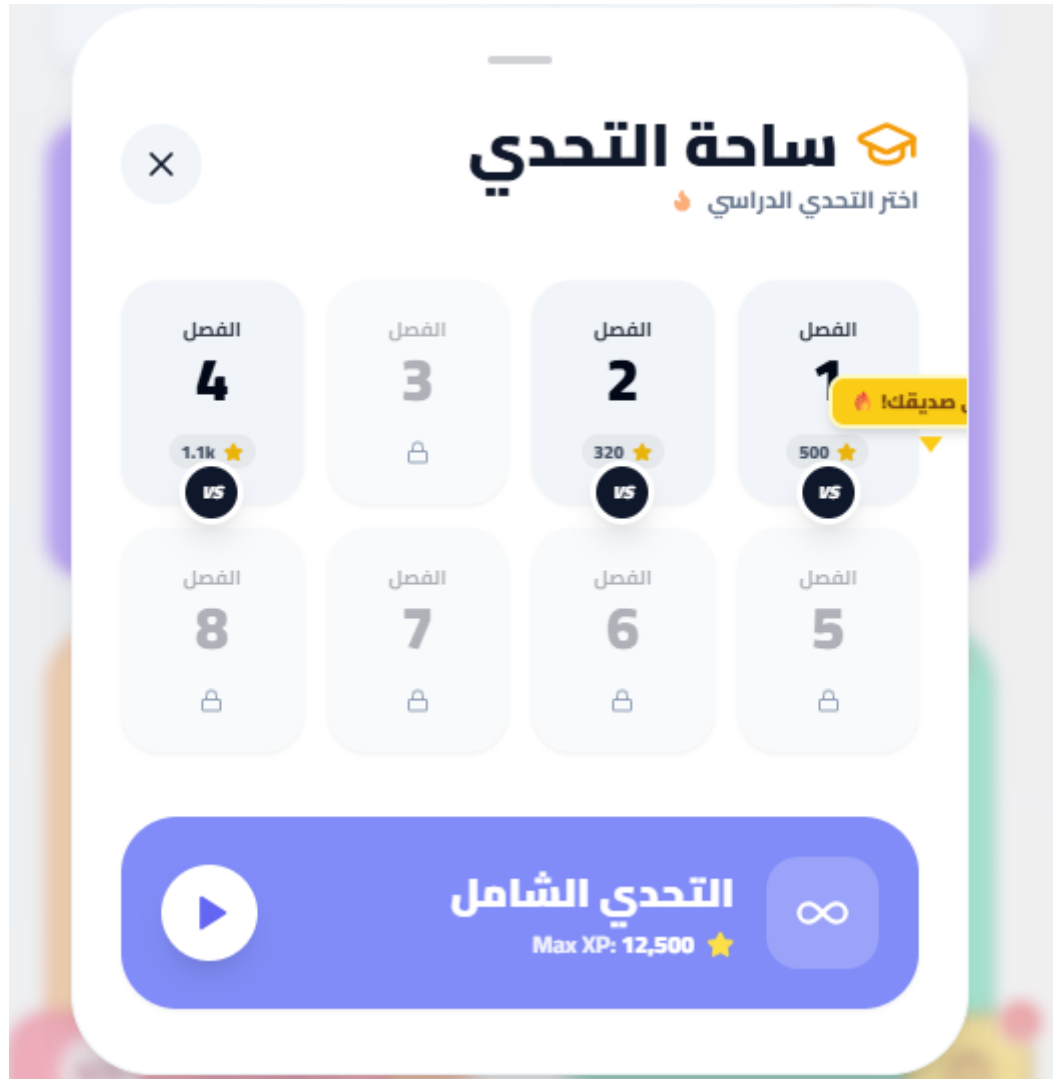 ساحة التحدي
اختر التحدي الدراسي 🔥
الفصل
1
صديقك! 🔥
500
VS
الفصل
2
320
VS
الفصل
3
الفصل
4
1.1k
VS
الفصل
5
الفصل
6
الفصل
7
الفصل
8
التحدي الشامل
Max XP: 12,500